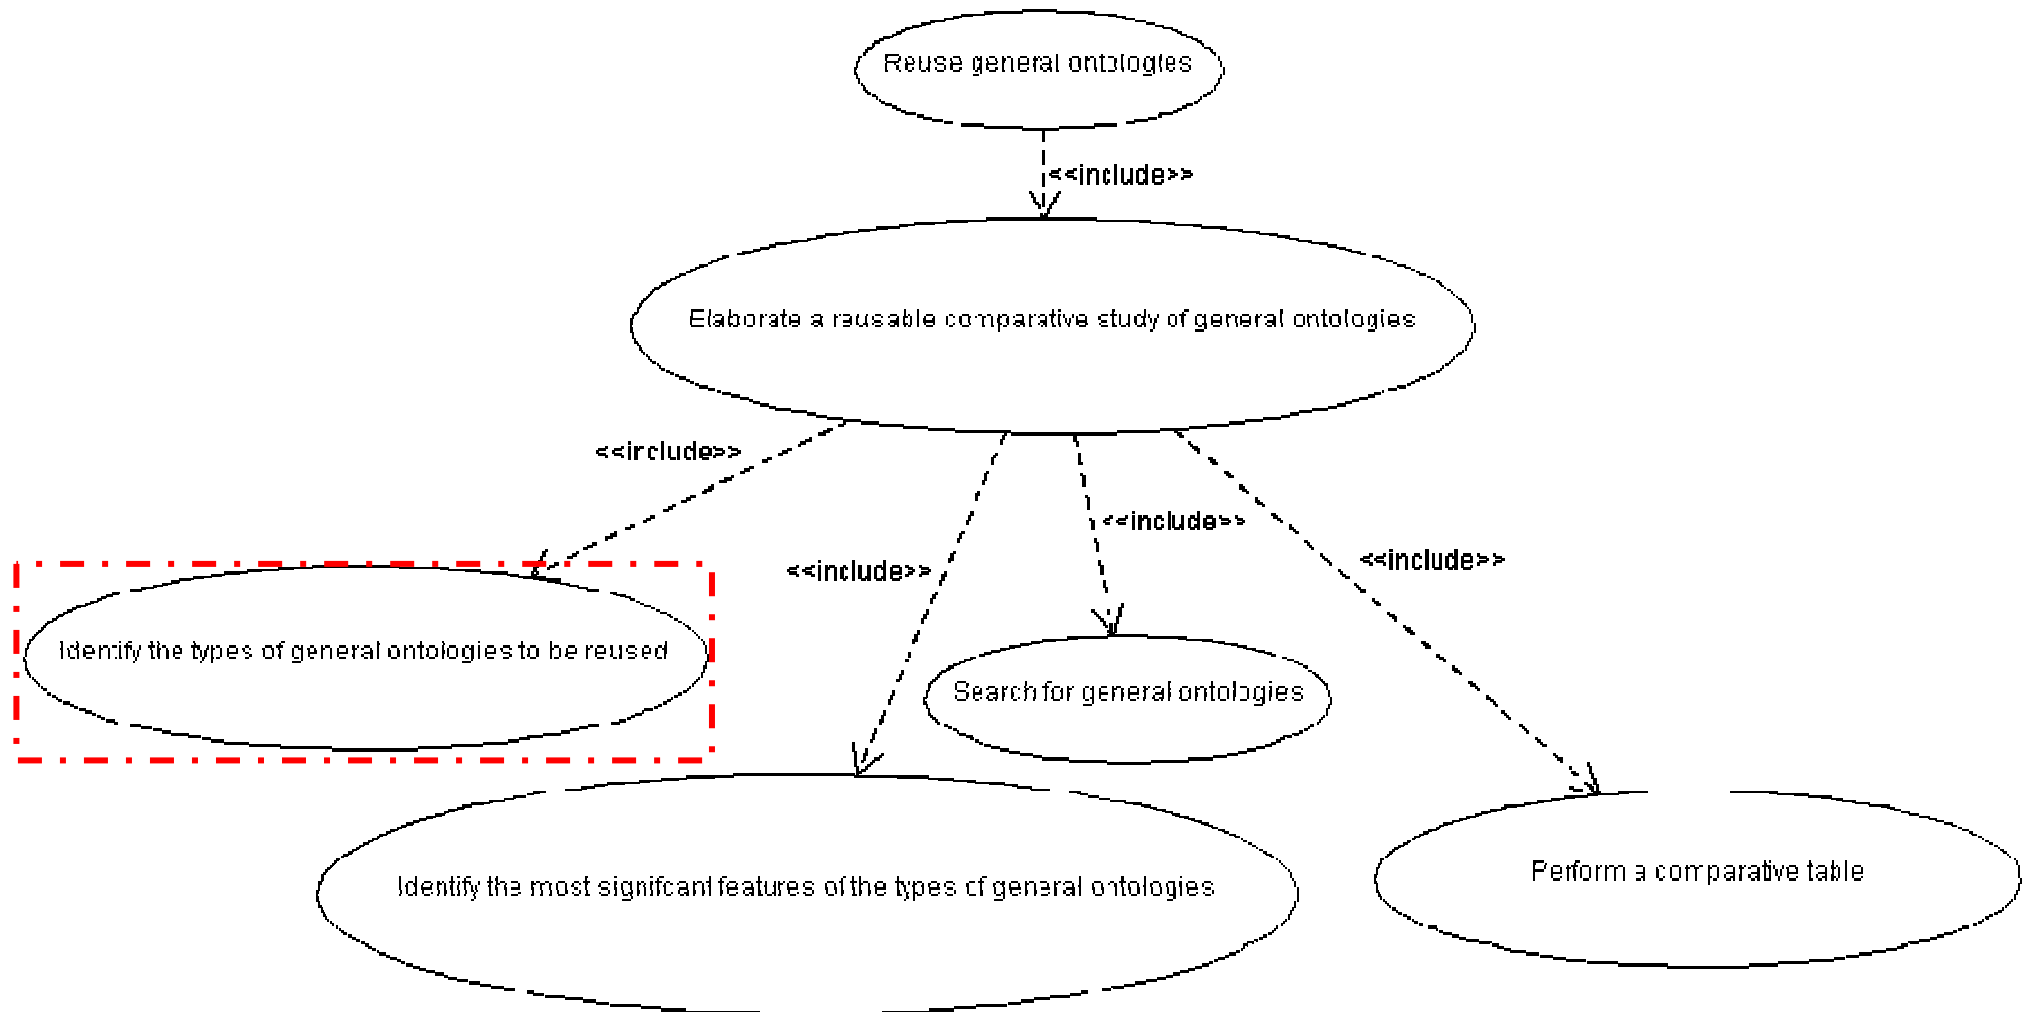 Reuse general ontologies
<<include>>
Elaborate a reusable comparative study of general ontologies
<<include>>
<<include>>
<<include>>
<<include>>
Identify the types of general ontologies to be reused
Search for general ontologies
Perform a comparative table
Identify the most significant features of the types of general ontologies